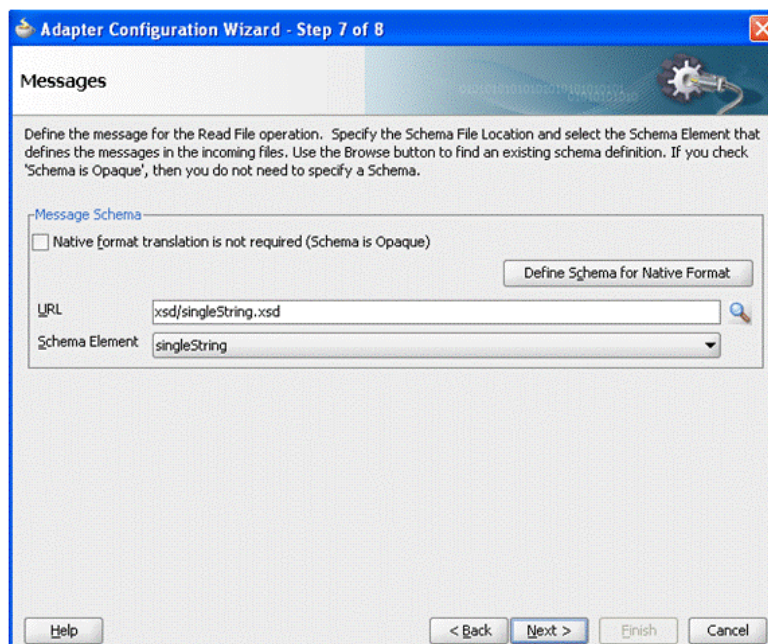 Adapter Configuration Wizard - Step 7 of 8
Messages
Define the message for the Read File operation. Specify the Schema File Location and select the Schema Element that
defines the messages in the incoming files. Use the Browse button to find an existing schema definition. If you check
'Schema is Opaque', then you do not need to specify a Schema.
Message Schema
Native format translation is not required (Schema is Opaque)
Define Schema for Native Format
URL xsd/singleString.xsd
Schema Element singleString
Help < Back Next > Finish Cancel